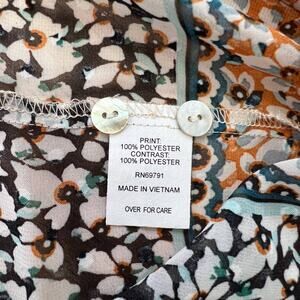 PRINT:
100% POLYESTER
CONTRAST:
100% POLYESTER
RN69791
MADE IN VIETNAM
OVER FOR CARE